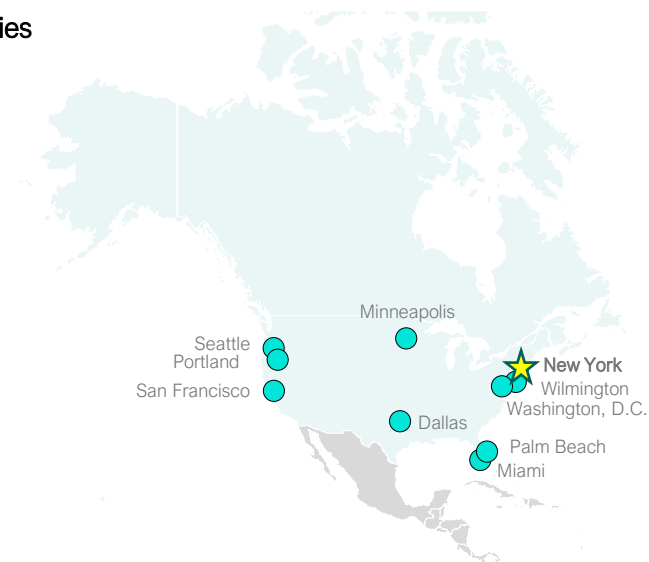 ies
Minneapolis
Seattle
Portland
New York
San Francisco
Wilmington
Washington, D.C.
Dallas
Palm Beach
Miami